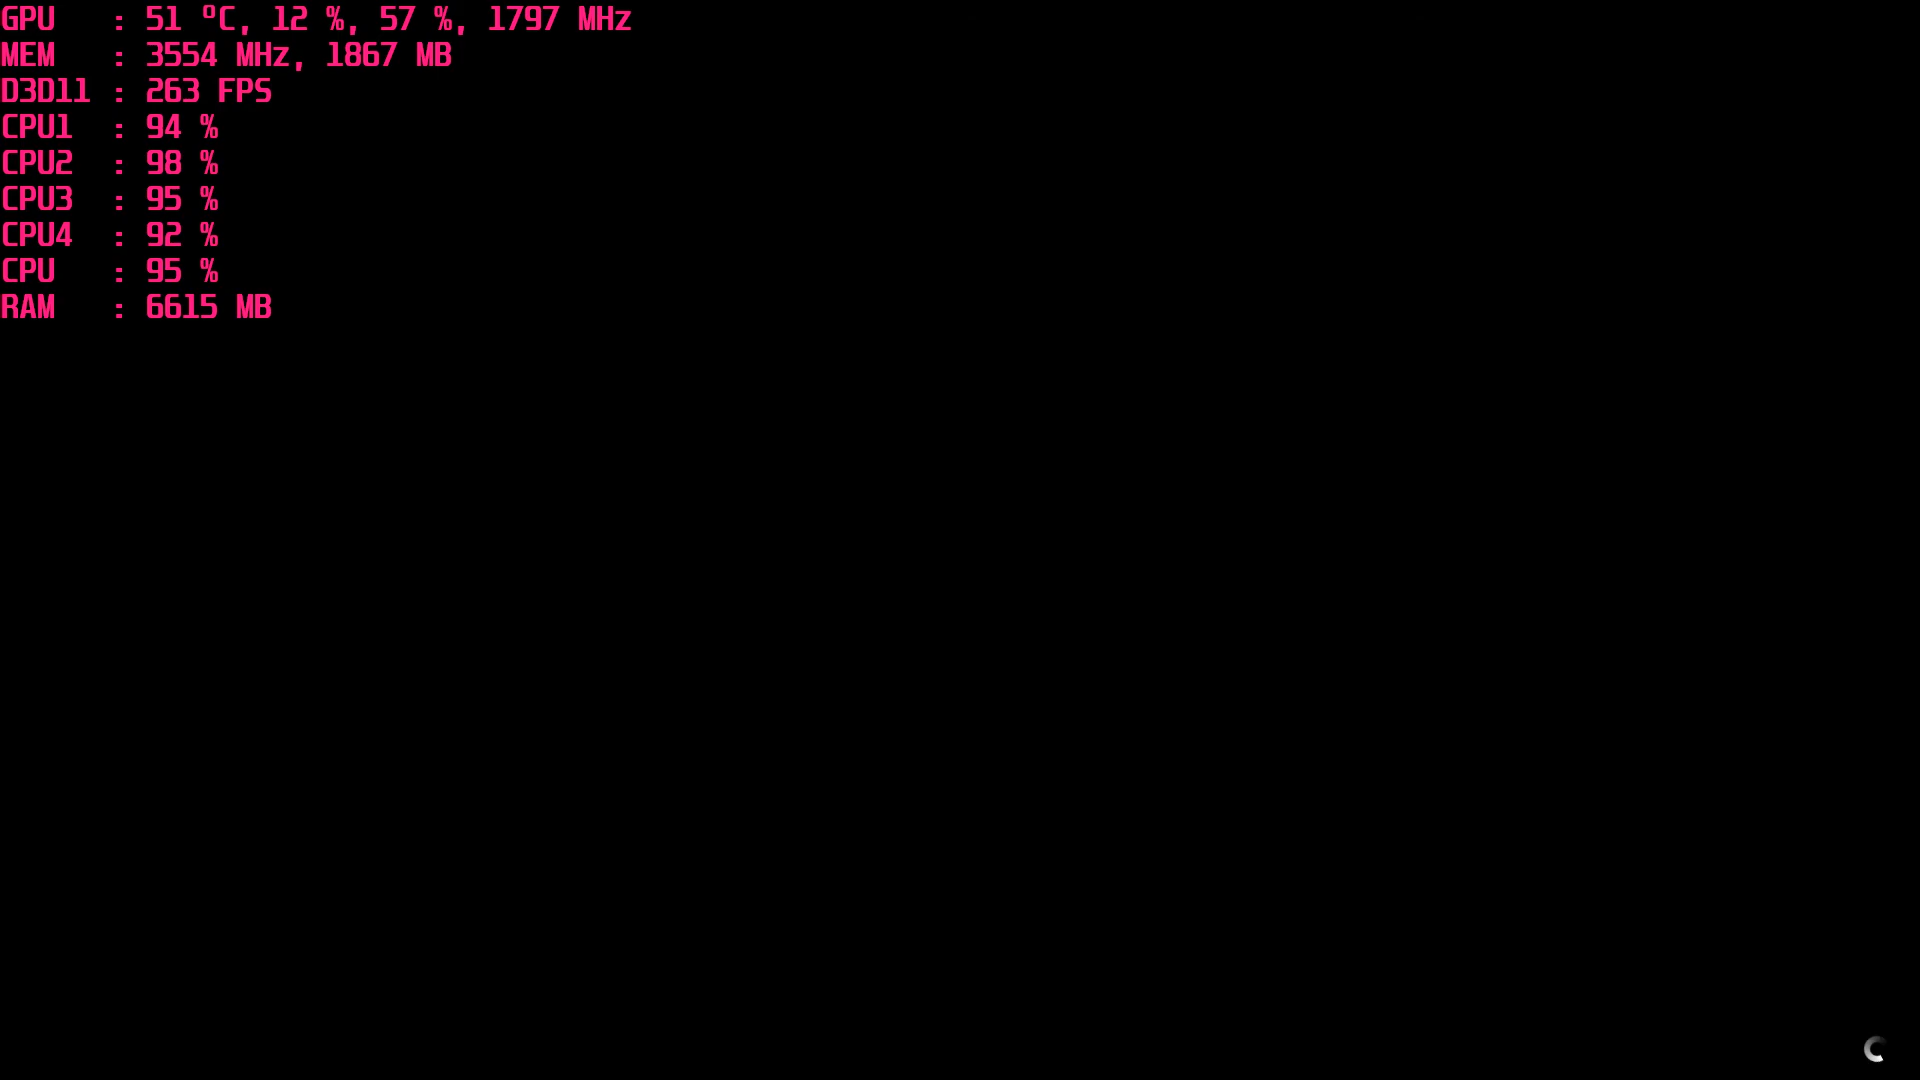 GPU : 51 ºC, 12 %, 57 %, 1797 MHz
MEM : 3554 MHz, 1867 MB
D3D11 : 263 FPS
CPU1 : 94 %
CPU2 : 98 %
CPU3 : 95 %
CPU4 : 92 %
CPU : 95 %
RAM : 6615 MB